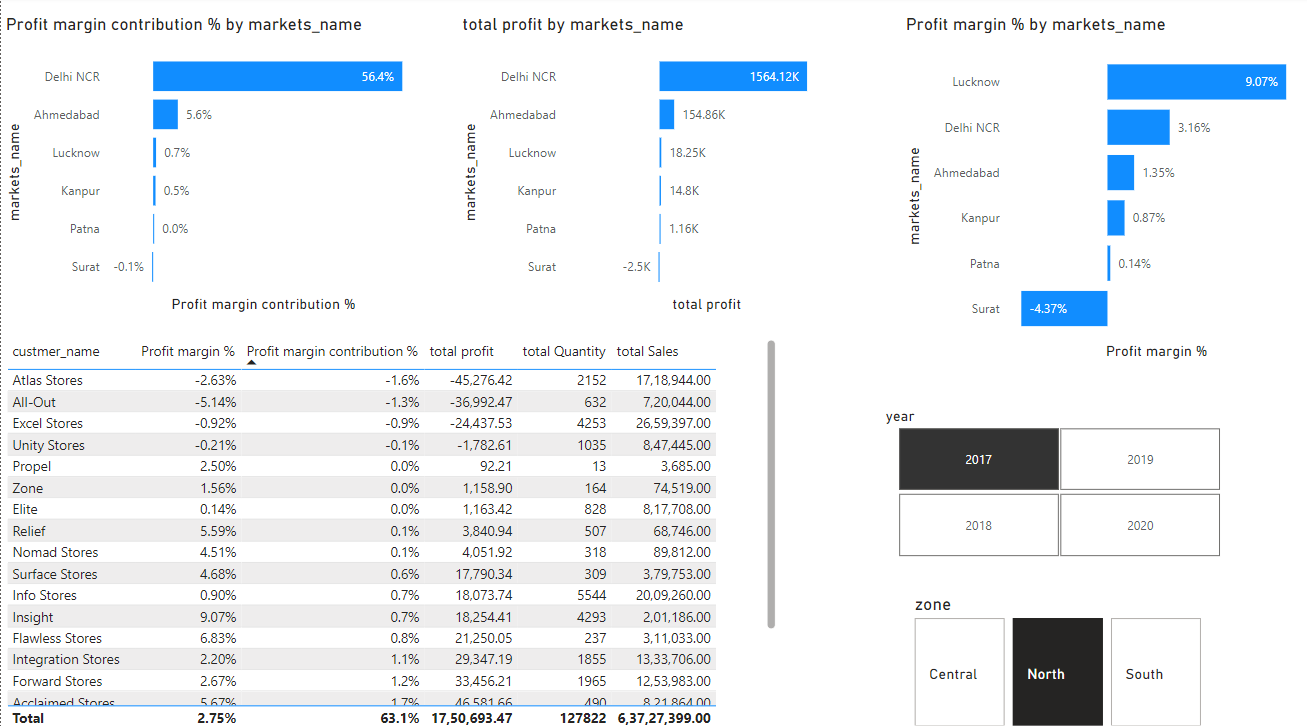 Profit margin contribution % by markets_name
markets_name
Delhi NCR 56.4%
Ahmedabad 5.6%
Lucknow 0.7%
Kanpur 0.5%
Patna 0.0%
Surat -0.1%
Profit margin contribution %
total profit by markets_name
markets_name
Delhi NCR 1564.12K
Ahmedabad 154.86K
Lucknow 18.25K
Kanpur 14.8K
Patna 1.16K
Surat -2.5K
total profit
Profit margin % by markets_name
markets_name
Lucknow 9.07%
Delhi NCR 3.16%
Ahmedabad 1.35%
Kanpur 0.87%
Patna 0.14%
Surat -4.37%
Profit margin %
custmer_name Profit margin % Profit margin contribution % total profit total Quantity total Sales
Atlas Stores -2.63% -1.6% -45,276.42 2152 17,18,944.00
All-Out -5.14% -1.3% -36,992.47 632 7,20,044.00
Excel Stores -0.92% -0.9% -24,437.53 4253 26,59,397.00
Unity Stores -0.21% -0.1% -1,782.61 1035 8,47,445.00
Propel 2.50% 0.0% 92.21 13 3,685.00
Zone 1.56% 0.0% 1,158.90 164 74,519.00
Elite 0.14% 0.0% 1,163.42 828 8,17,708.00
Relief 5.59% 0.1% 3,840.94 507 68,746.00
Nomad Stores 4.51% 0.1% 4,051.92 318 89,812.00
Surface Stores 4.68% 0.6% 17,790.34 309 3,79,753.00
Info Stores 0.90% 0.7% 18,073.74 5544 20,09,260.00
Insight 9.07% 0.7% 18,254.41 4293 2,01,186.00
Flawless Stores 6.83% 0.8% 21,250.05 237 3,11,033.00
Integration Stores 2.20% 1.1% 29,347.19 1855 13,33,706.00
Forward Stores 2.67% 1.2% 33,456.21 1965 12,53,983.00
Acclaimed Stores 5.67% 1.7% 46,581.66 490 8,21,864.00
Total 2.75% 63.1% 17,50,693.47 127822 6,37,27,399.00
year
2017 2019
2018 2020
zone
Central North South